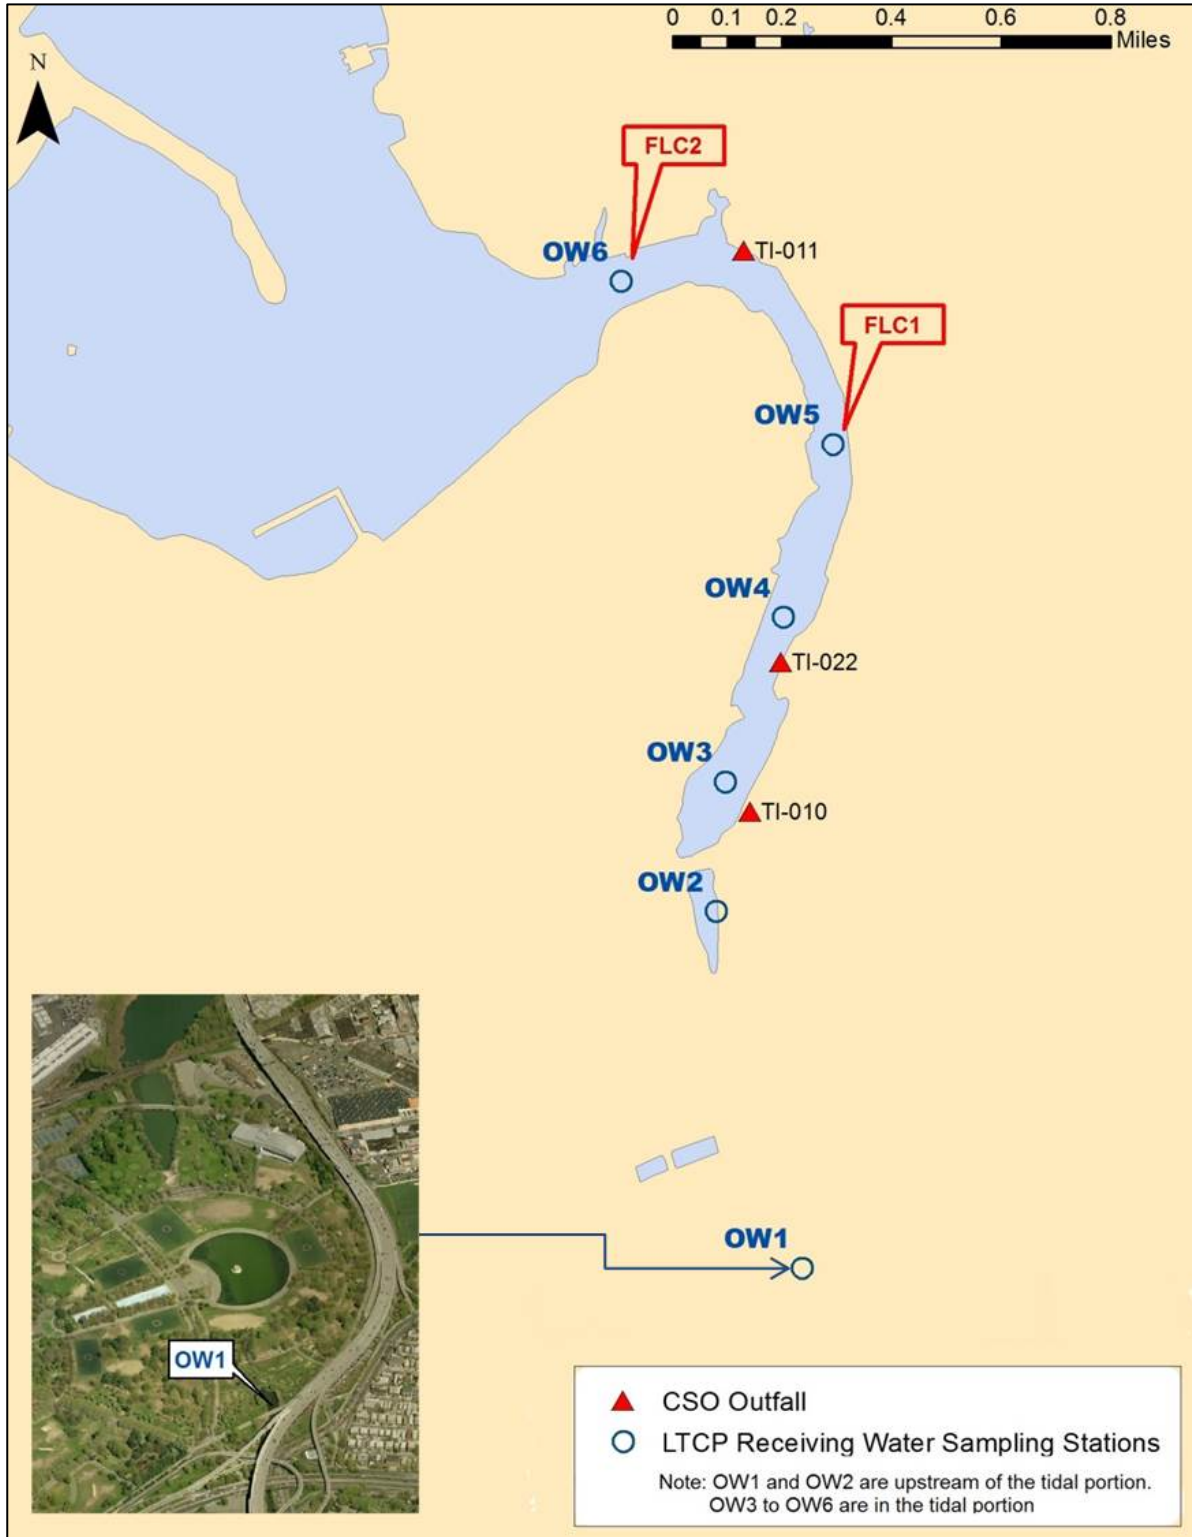 0 0.1 0.2 0.4 0.6 0.8
Miles
N
FLC2
OW6
TI-011
FLC1
OW5
OW4
TI-022
OW3
TI-010
OW2
OW1
OW1
CSO Outfall
LTCP Receiving Water Sampling Stations
Note: OW1 and OW2 are upstream of the tidal portion.
OW3 to OW6 are in the tidal portion